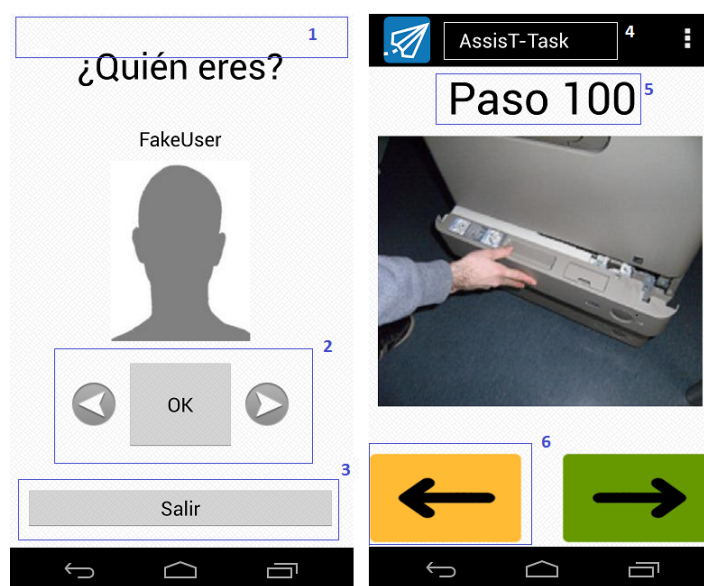 1
¿Quién eres?
FakeUser
2
OK
3
Salir
AssisT-Task
4
Paso 100
5
6